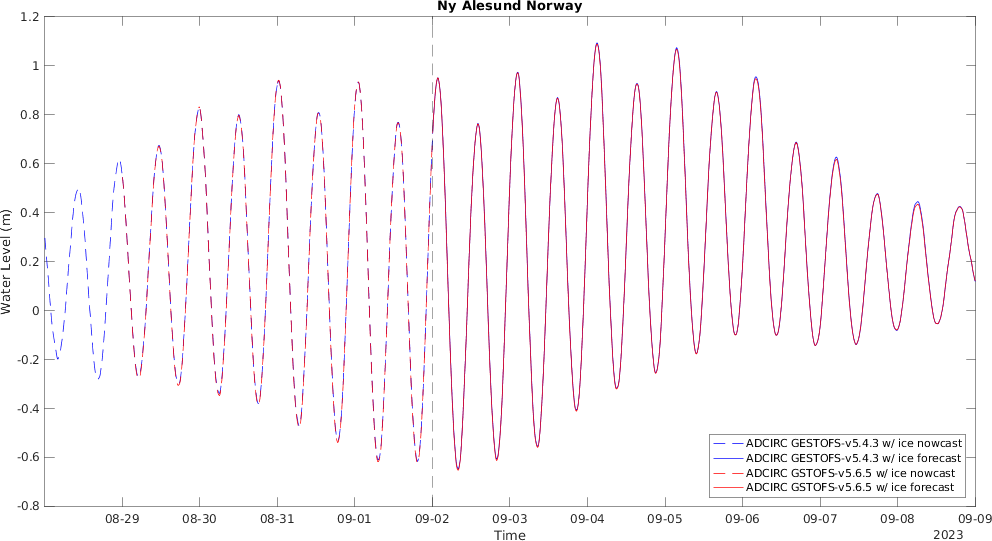 Ny Alesund Norway
1.2
1
0.8
0.6
0.4
0.2
0
-0.2
-0.4
-0.6
-0.8
Water Level (m)
ADCIRC GESTOFS-v5.4.3 w/ ice nowcast
ADCIRC GESTOFS-v5.4.3 w/ ice forecast
ADCIRC GSTOFS-v5.6.5 w/ ice nowcast
ADCIRC GSTOFS-v5.6.5 w/ ice forecast
08-29 08-30 08-31 09-01 09-02 09-03 09-04 09-05 09-06 09-07 09-08 09-09
Time
2023